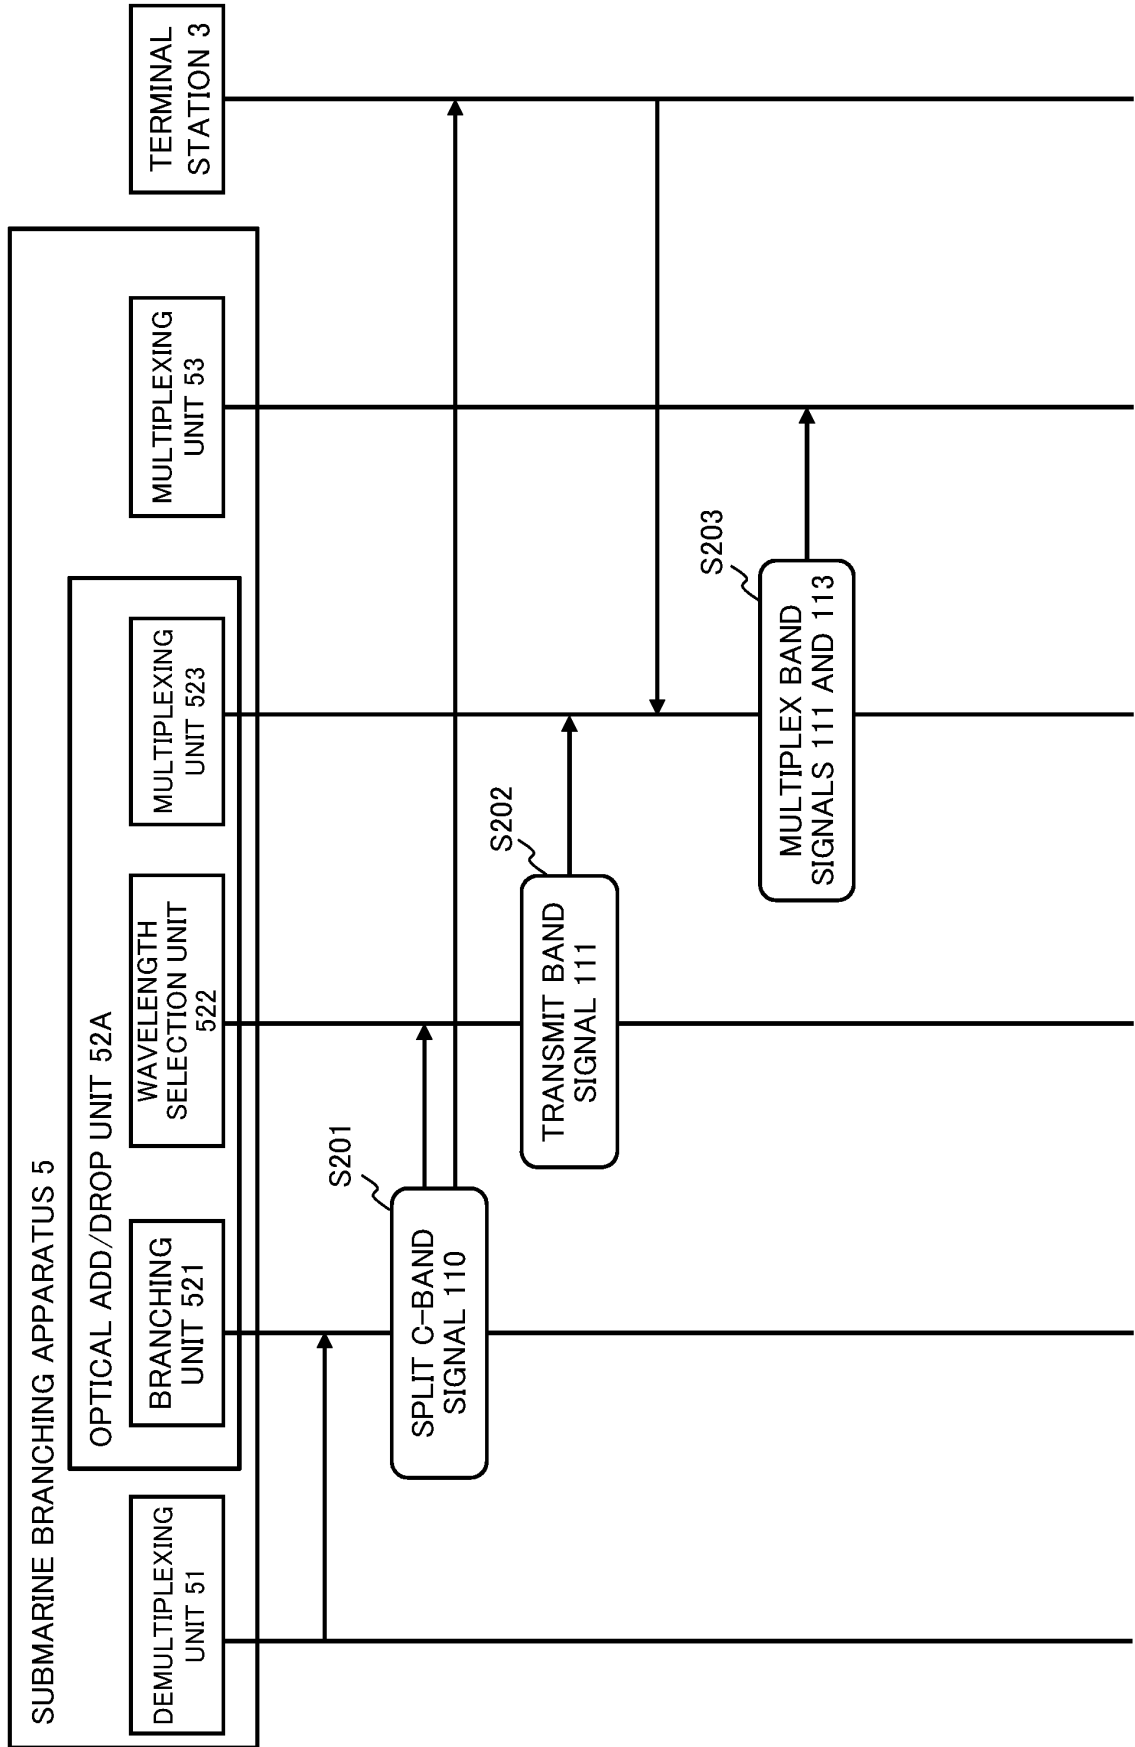 SUBMARINE BRANCHING APPARATUS 5
OPTICAL ADD/DROP UNIT 52A
DEMULTIPLEXING
UNIT 51
BRANCHING
UNIT 521
WAVELENGTH
SELECTION UNIT
522
MULTIPLEXING
UNIT 523
MULTIPLEXING
UNIT 53
TERMINAL
STATION 3
S201
SPLIT C-BAND
SIGNAL 110
S202
TRANSMIT BAND
SIGNAL 111
S203
MULTIPLEX BAND
SIGNALS 111 AND 113